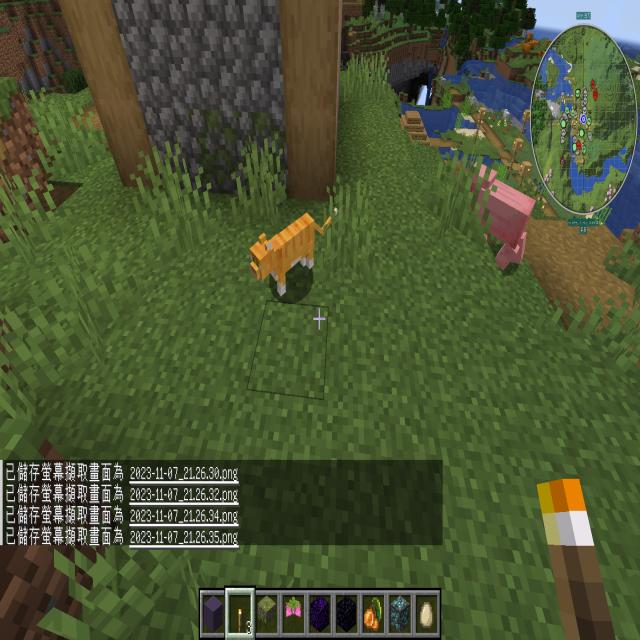 已儲存螢幕擷取畫面為 2023-11-07_21.26.30.png
已儲存螢幕擷取畫面為 2023-11-07_21.26.32.png
已儲存螢幕擷取畫面為 2023-11-07_21.26.34.png
已儲存螢幕擷取畫面為 2023-11-07_21.26.35.png
3